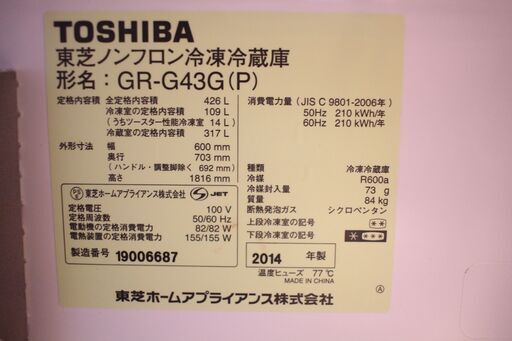 TOSHIBA
東芝ノンフロン冷凍冷蔵庫
形名：GR-G43G(P)
定格内容積 全定格内容積 426 L
冷凍室の定格内容積 109 L
(うちツースター性能冷凍室 14 L)
冷蔵室の定格内容積 317 L
外形寸法 幅 600 mm
奥行 703 mm
(ハンドル・調整脚除く 692 mm)
高さ 1816 mm
消費電力量 (JIS C 9801-2006年)
50Hz 210 kWh/年
60Hz 210 kWh/年
種類 冷凍冷蔵庫
冷媒 R600a
冷媒封入量 73 g
質量 84 kg
断熱発泡ガス シクロペンタン
上段冷凍室の記号
下段冷凍室の記号
PSE 東芝ホームアプライアンス株式会社 JET
定格電圧 100 V
定格周波数 50/60 Hz
電動機の定格消費電力 82/82 W
電熱装置の定格消費電力 155/155 W
製造番号 19006687
2014 年製
温度ヒューズ 77℃
MADE IN CHINA
東芝ホームアプライアンス株式会社
Ⓐ